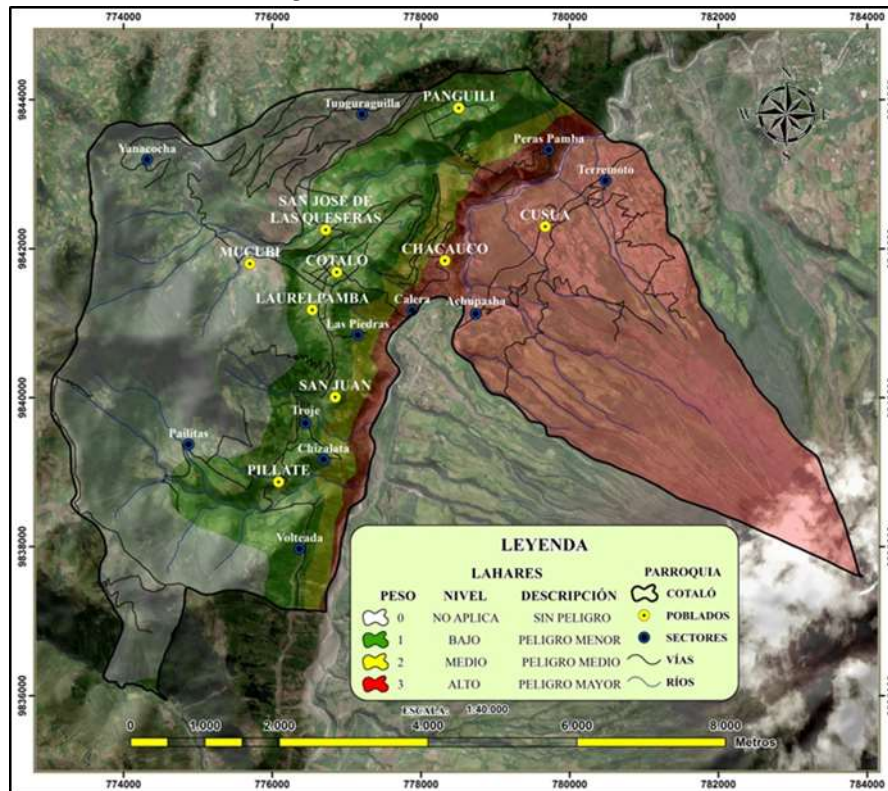 774000 776000 778000 780000 782000 784000
9844000
9842000
9840000
9838000
9836000
N
W E
S
PANGUILI
Tunguraguilla
Yanacocha
Peras Pamba
Terremoto
SAN JOSE DE
LAS QUESERAS
CUSUA
MUCUBI
COTALO
CHACAUCO
LAURELPAMBA
Calera
Achupasha
Las Piedras
SAN JUAN
Troje
Pailitas
Chizalata
PILLATE
Volteada
LEYENDA
LAHARES PARROQUIA
PESO NIVEL DESCRIPCIÓN COTALÓ
0 NO APLICA SIN PELIGRO POBLADOS
1 BAJO PELIGRO MENOR SECTORES
2 MEDIO PELIGRO MEDIO VÍAS
3 ALTO PELIGRO MAYOR RÍOS
ESCALA: 1:40.000
0 1.000 2.000 4.000 6.000 8.000
Metros
774000 776000 778000 780000 782000 784000